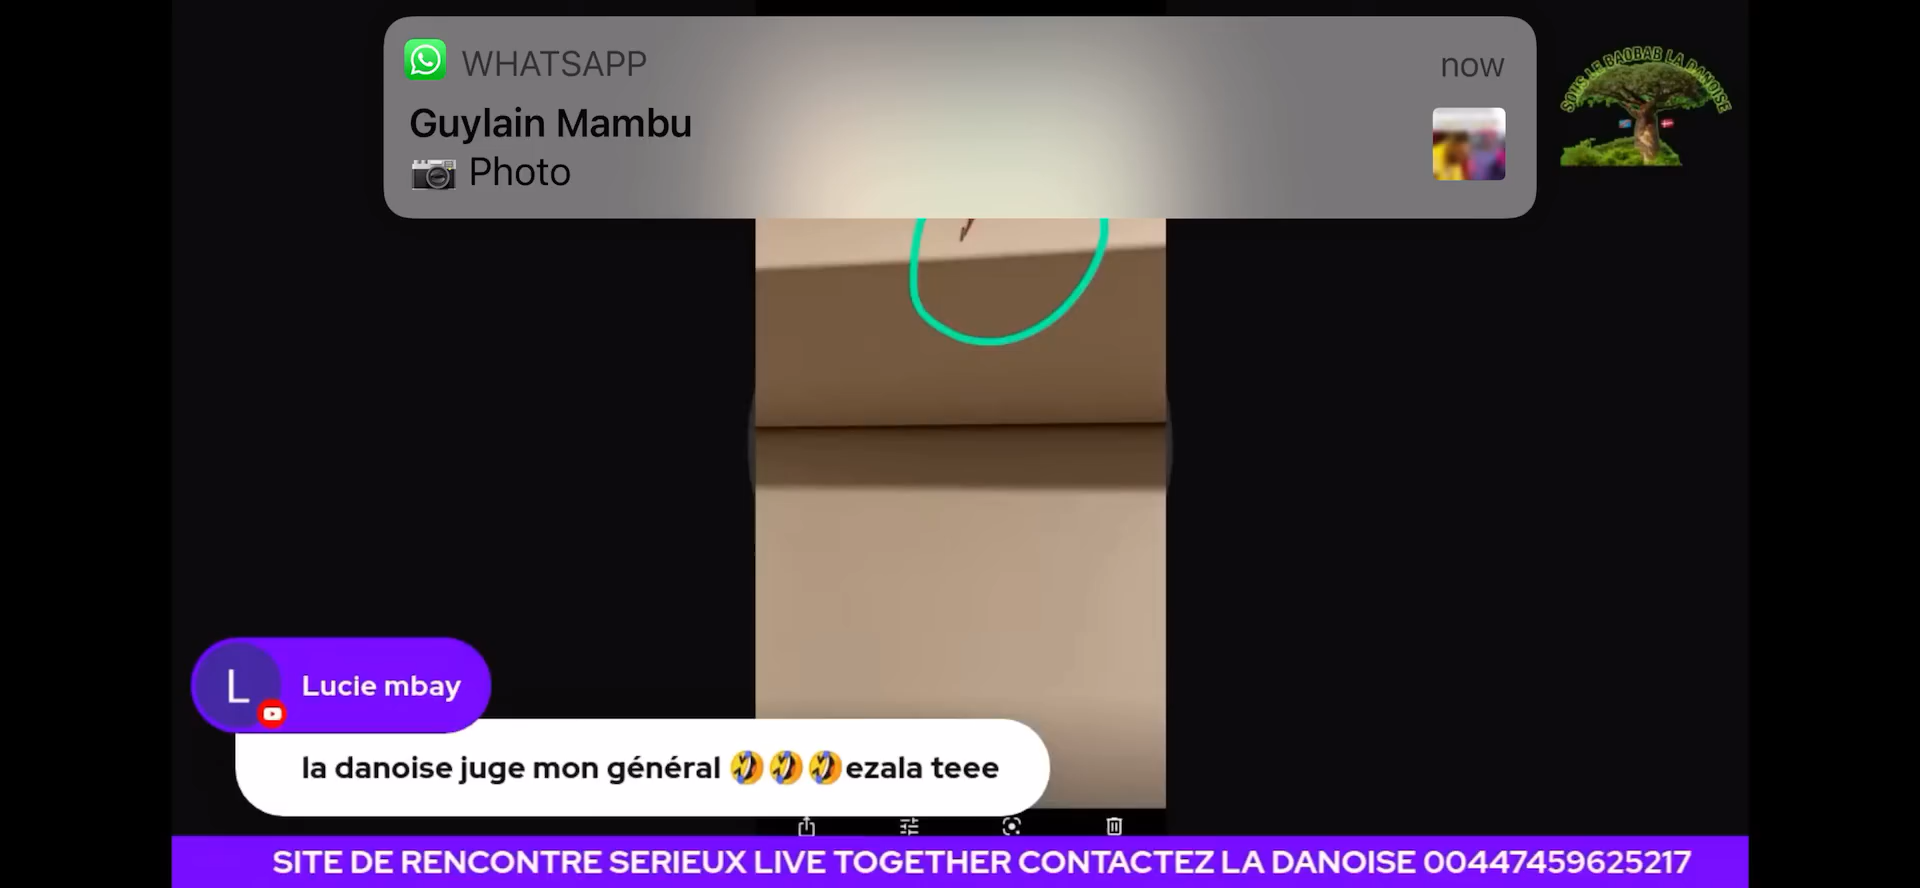 WHATSAPP
now
Guylain Mambu
📷 Photo
SOUS LE BAOBAB LA DANOISE
L
Lucie mbay
la danoise juge mon général 🤣🤣🤣ezala teee
SITE DE RENCONTRE SERIEUX LIVE TOGETHER CONTACTEZ LA DANOISE 00447459625217